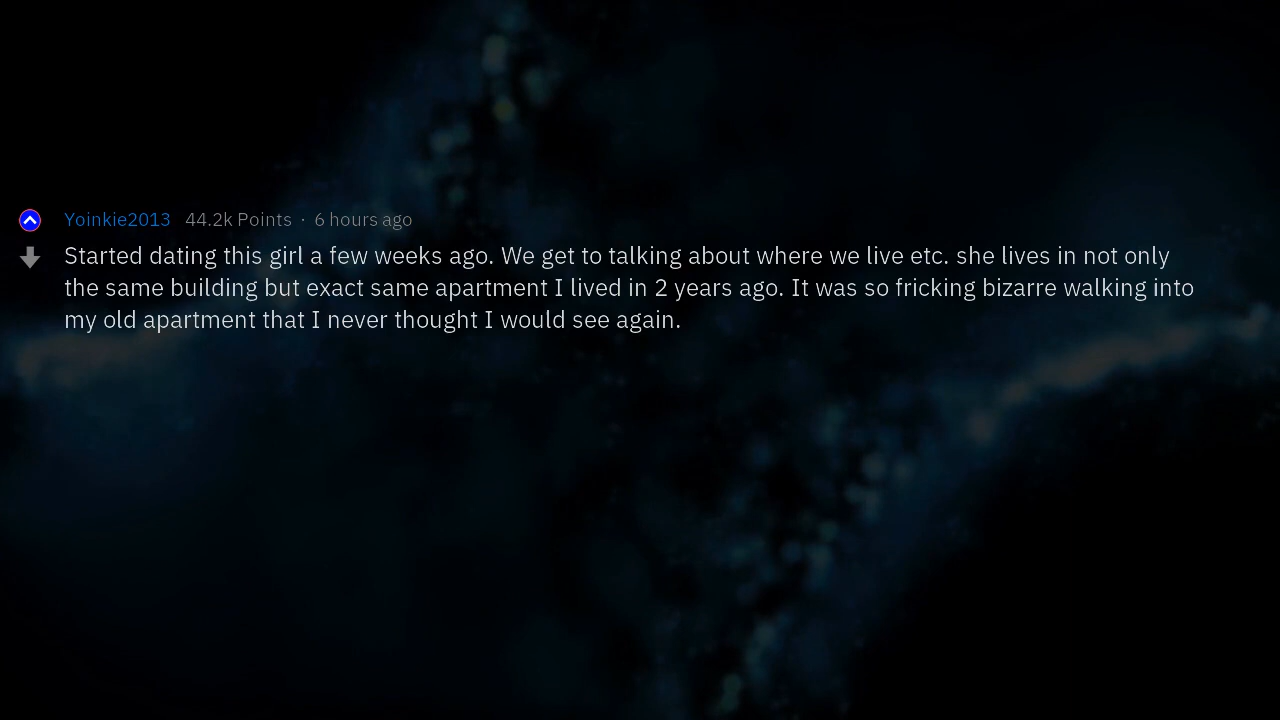 Yoinkie2013 44.2k Points · 6 hours ago
Started dating this girl a few weeks ago. We get to talking about where we live etc. she lives in not only
the same building but exact same apartment I lived in 2 years ago. It was so fricking bizarre walking into
my old apartment that I never thought I would see again.